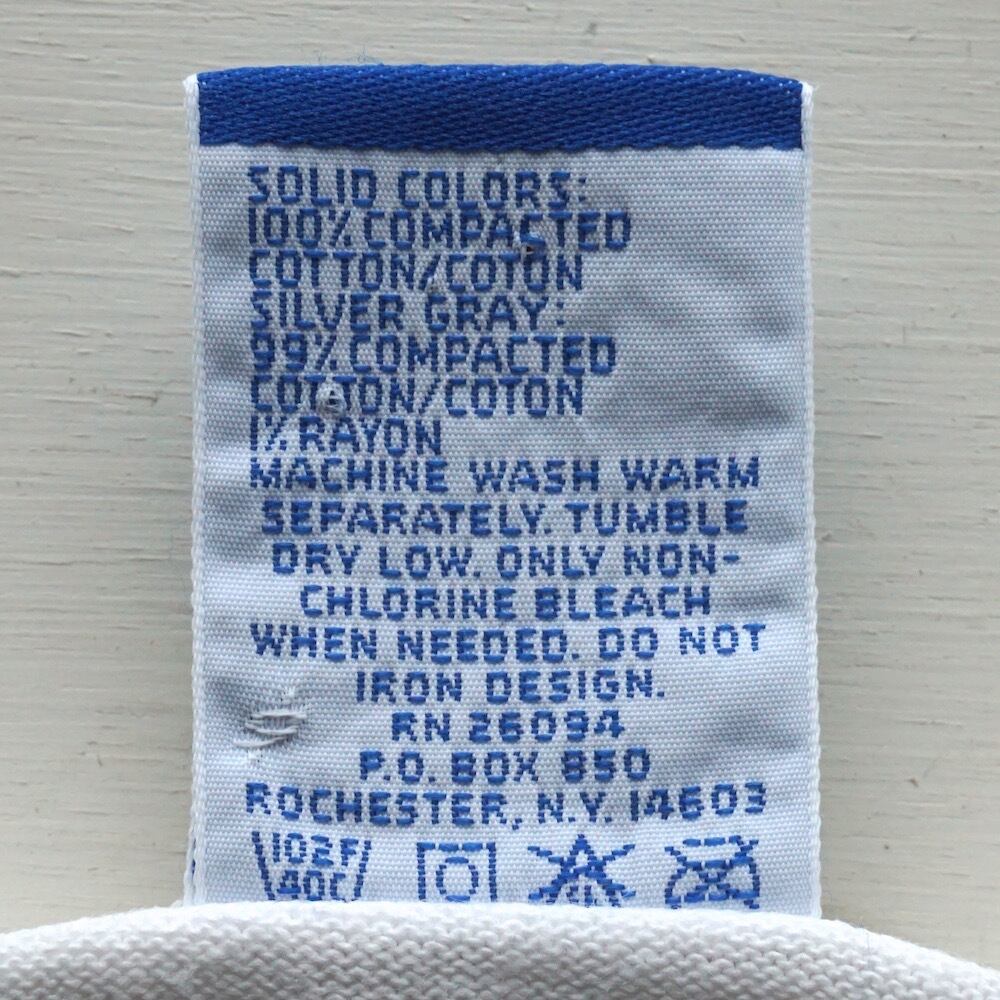 SOLID COLORS:
100% COMPACTED
COTTON/COTON
SILVER GRAY:
99% COMPACTED
COTTON/COTON
1% RAYON
MACHINE WASH WARM
SEPARATELY. TUMBLE
DRY LOW. ONLY NON-
CHLORINE BLEACH
WHEN NEEDED. DO NOT
IRON DESIGN.
RN 26094
P.O. BOX 850
ROCHESTER, N.Y. 14603
102F
40C